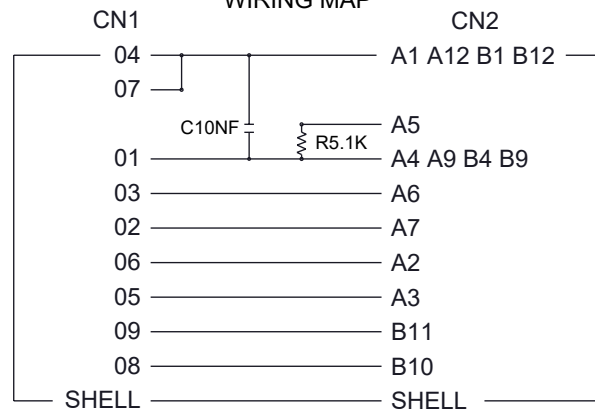 WIRING MAP
CN1 CN2
04 A1 A12 B1 B12
07
C10NF A5
R5.1K
01 A4 A9 B4 B9
03 A6
02 A7
06 A2
05 A3
09 B11
08 B10
SHELL SHELL